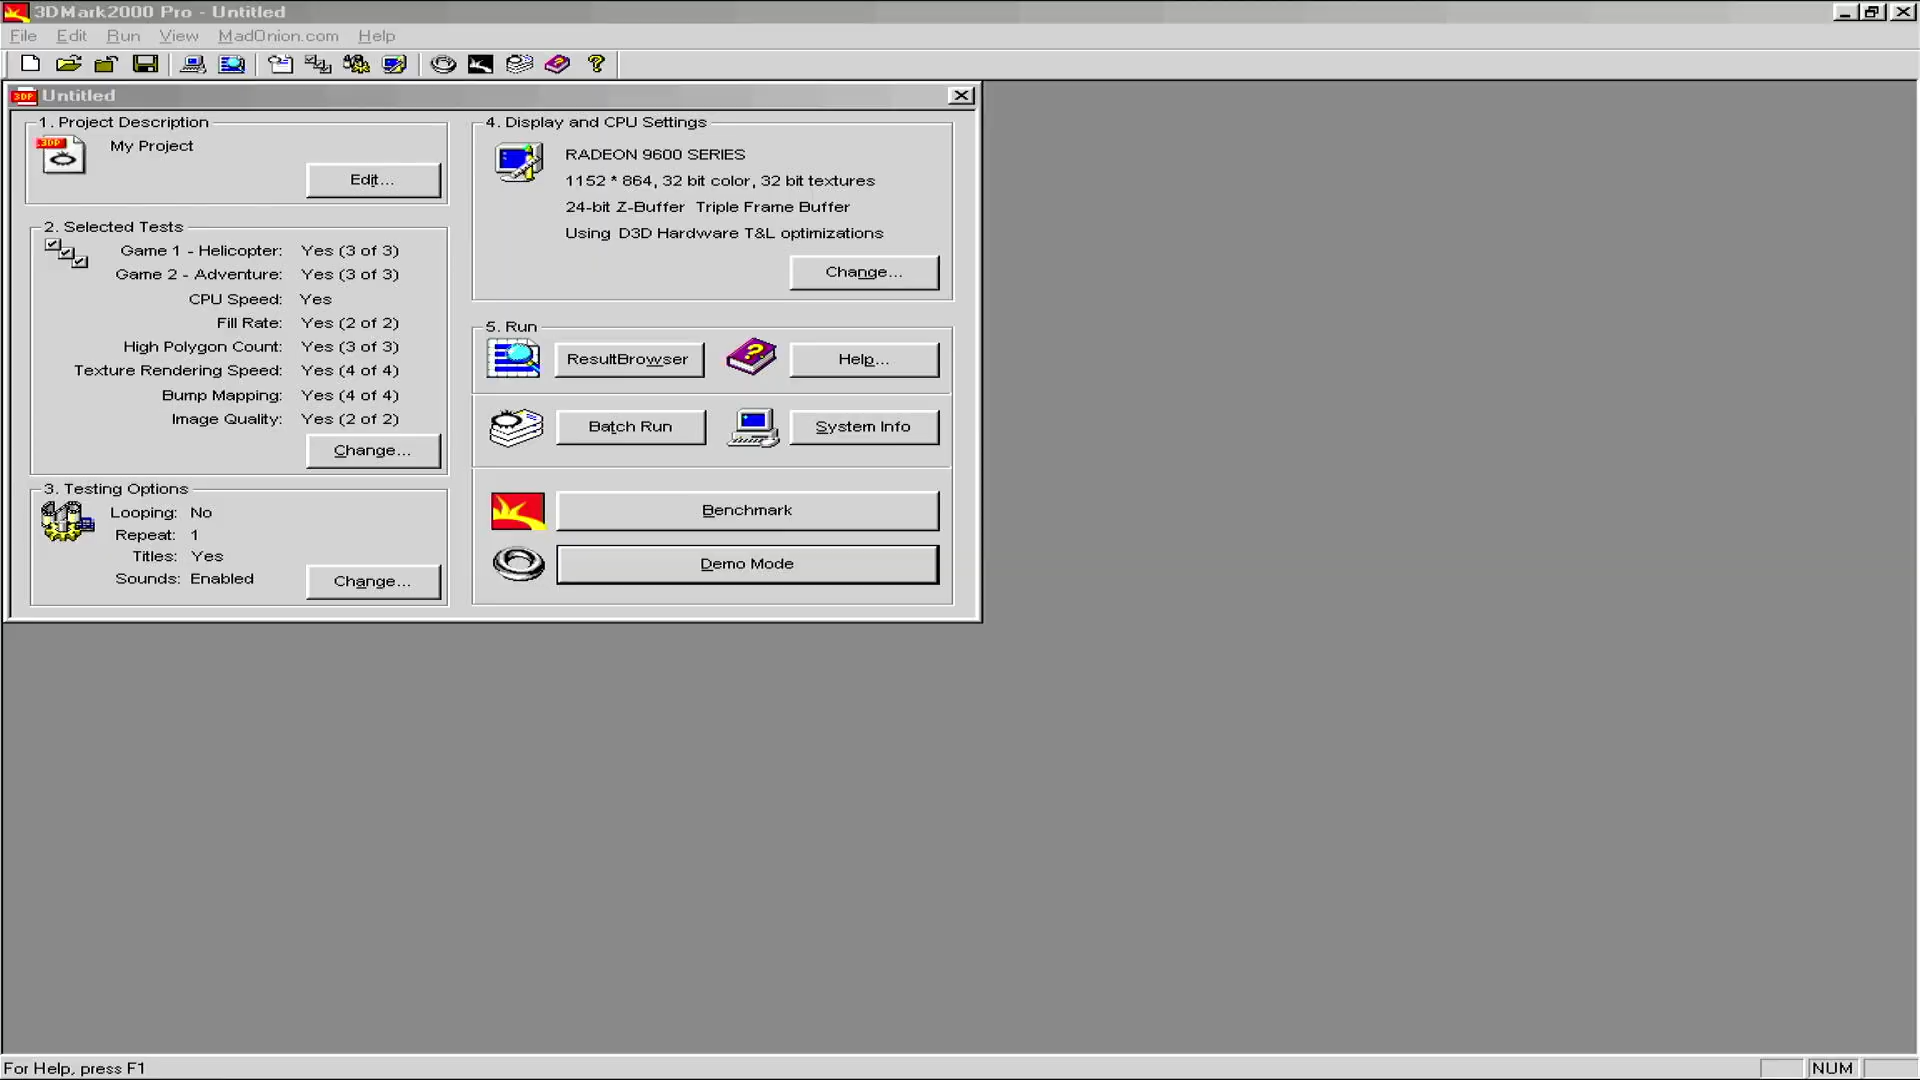 3DMark2000 Pro - Untitled
File Edit Run View MadOnion.com Help
3DP Untitled
1. Project Description
3DP
My Project
Edit...
2. Selected Tests
Game 1 - Helicopter: Yes (3 of 3)
Game 2 - Adventure: Yes (3 of 3)
CPU Speed: Yes
Fill Rate: Yes (2 of 2)
High Polygon Count: Yes (3 of 3)
Texture Rendering Speed: Yes (4 of 4)
Bump Mapping: Yes (4 of 4)
Image Quality: Yes (2 of 2)
Change...
3. Testing Options
Looping: No
Repeat: 1
Titles: Yes
Sounds: Enabled
Change...
4. Display and CPU Settings
RADEON 9600 SERIES
1152 * 864, 32 bit color, 32 bit textures
24-bit Z-Buffer Triple Frame Buffer
Using D3D Hardware T&L optimizations
Change...
5. Run
ResultBrowser
Help...
Batch Run
System Info
Benchmark
Demo Mode
For Help, press F1
NUM